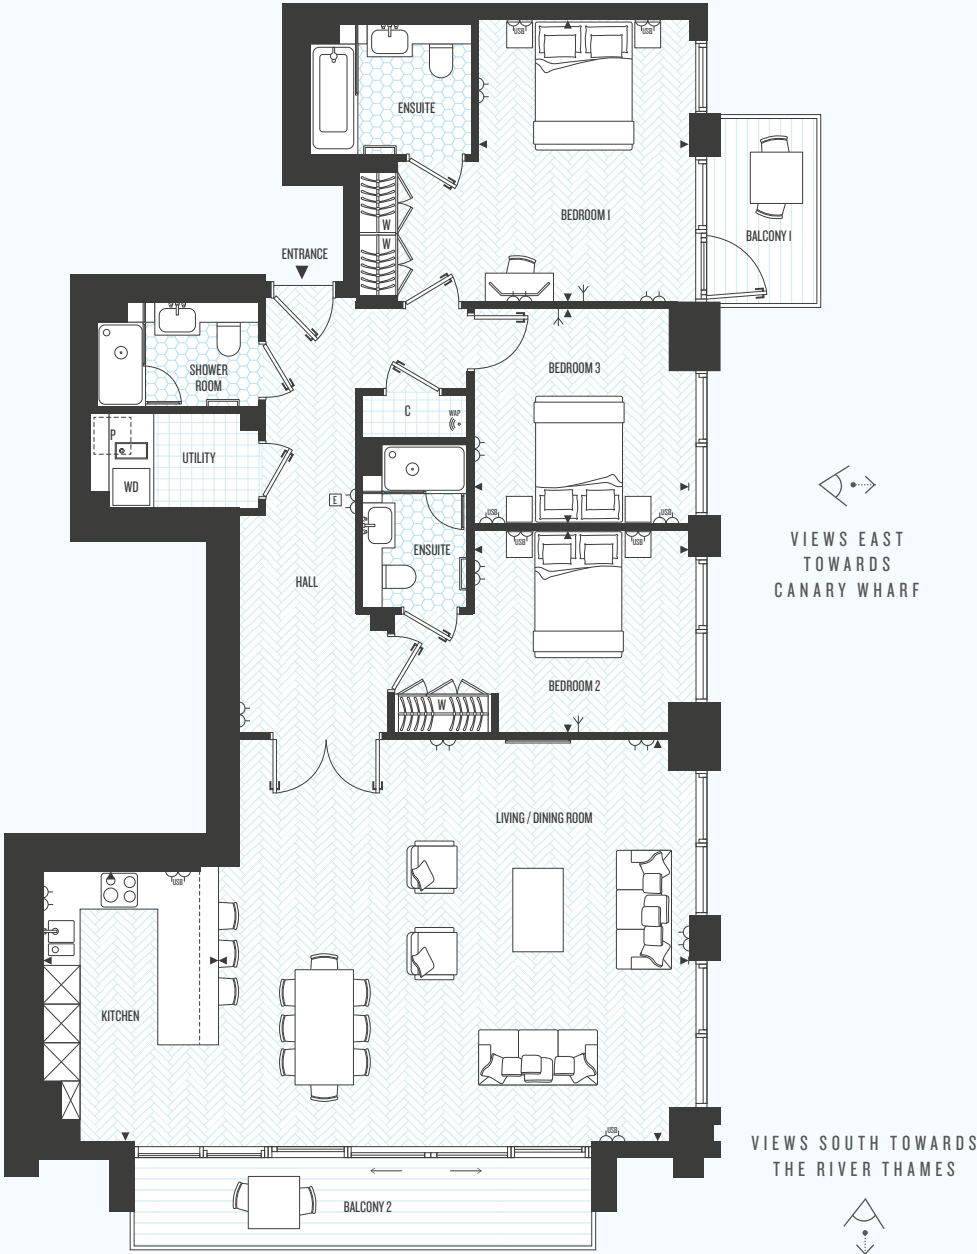 USB
USB
ENSUITE
BEDROOM 1
W
W
BALCONY 1
ENTRANCE
SHOWER
ROOM
BEDROOM 3
C
WAP
P
UTILITY
WD
E
USB
USB
VIEWS EAST
TOWARDS
CANARY WHARF
USB
USB
ENSUITE
HALL
BEDROOM 2
W
LIVING / DINING ROOM
USB
KITCHEN
USB
VIEWS SOUTH TOWARDS
THE RIVER THAMES
BALCONY 2